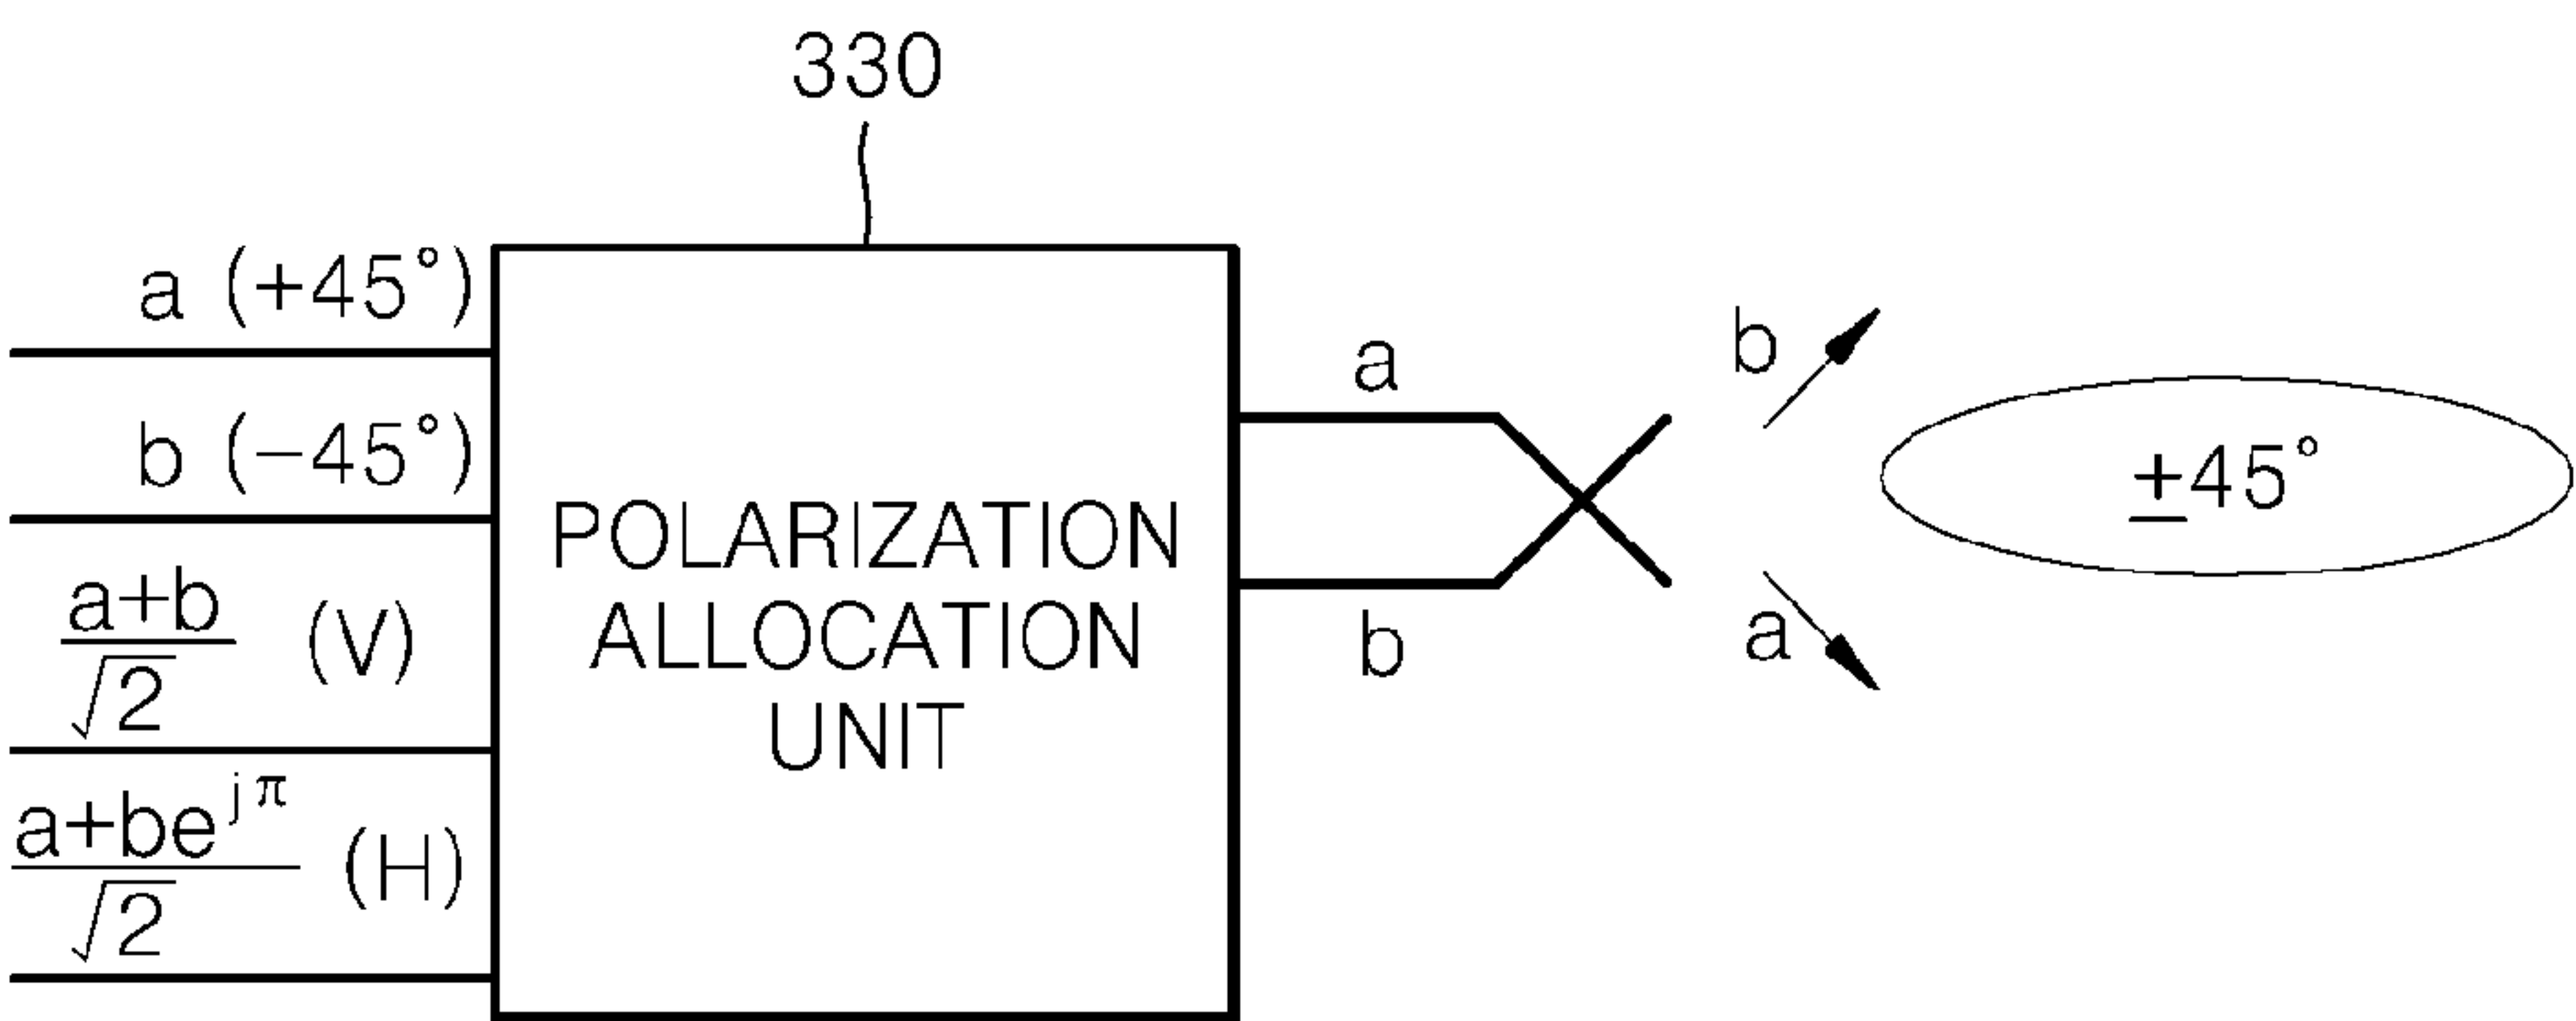 330
a (+45°)
b (−45°)
a+b
√2
(V)
a+be^jπ
√2
(H)
POLARIZATION
ALLOCATION
UNIT
a
b
b
a
±45°